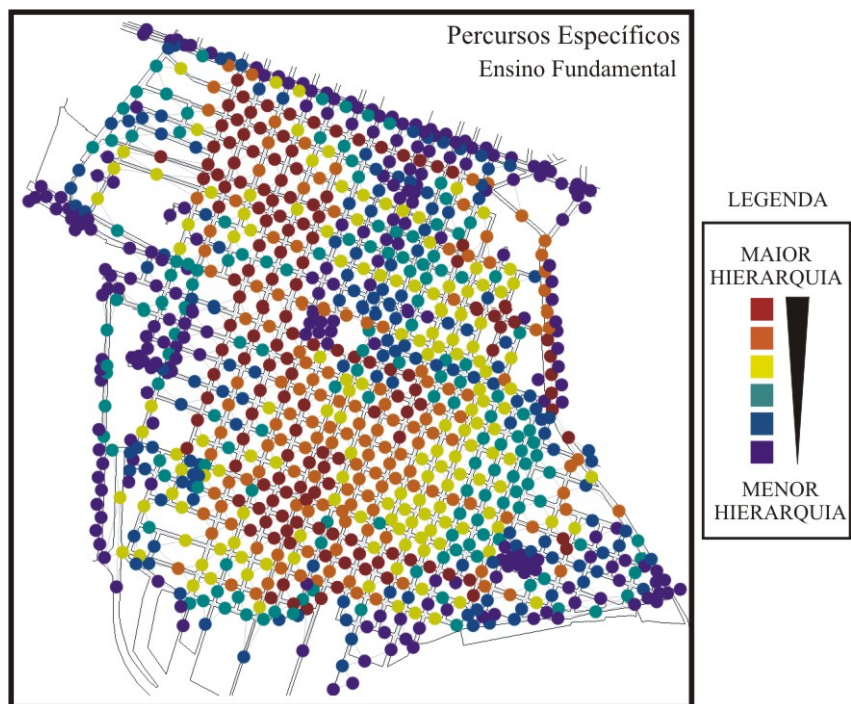 Percursos Específicos
Ensino Fundamental
LEGENDA
MAIOR
HIERARQUIA
MENOR
HIERARQUIA